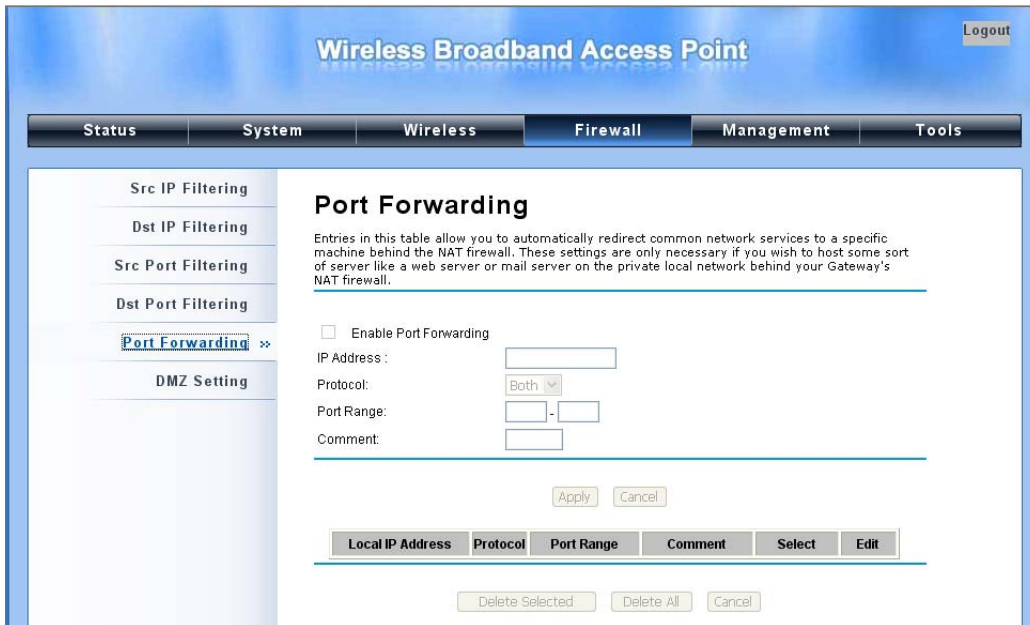 Logout
Wireless Broadband Access Point
Status System Wireless Firewall Management Tools
Src IP Filtering
Dst IP Filtering
Src Port Filtering
Dst Port Filtering
Port Forwarding »
DMZ Setting
Port Forwarding
Entries in this table allow you to automatically redirect common network services to a specific
machine behind the NAT firewall. These settings are only necessary if you wish to host some sort
of server like a web server or mail server on the private local network behind your Gateway's
NAT firewall.
Enable Port Forwarding
IP Address :
Protocol: Both
Port Range: -
Comment:
Apply Cancel
Local IP Address Protocol Port Range Comment Select Edit
Delete Selected Delete All Cancel